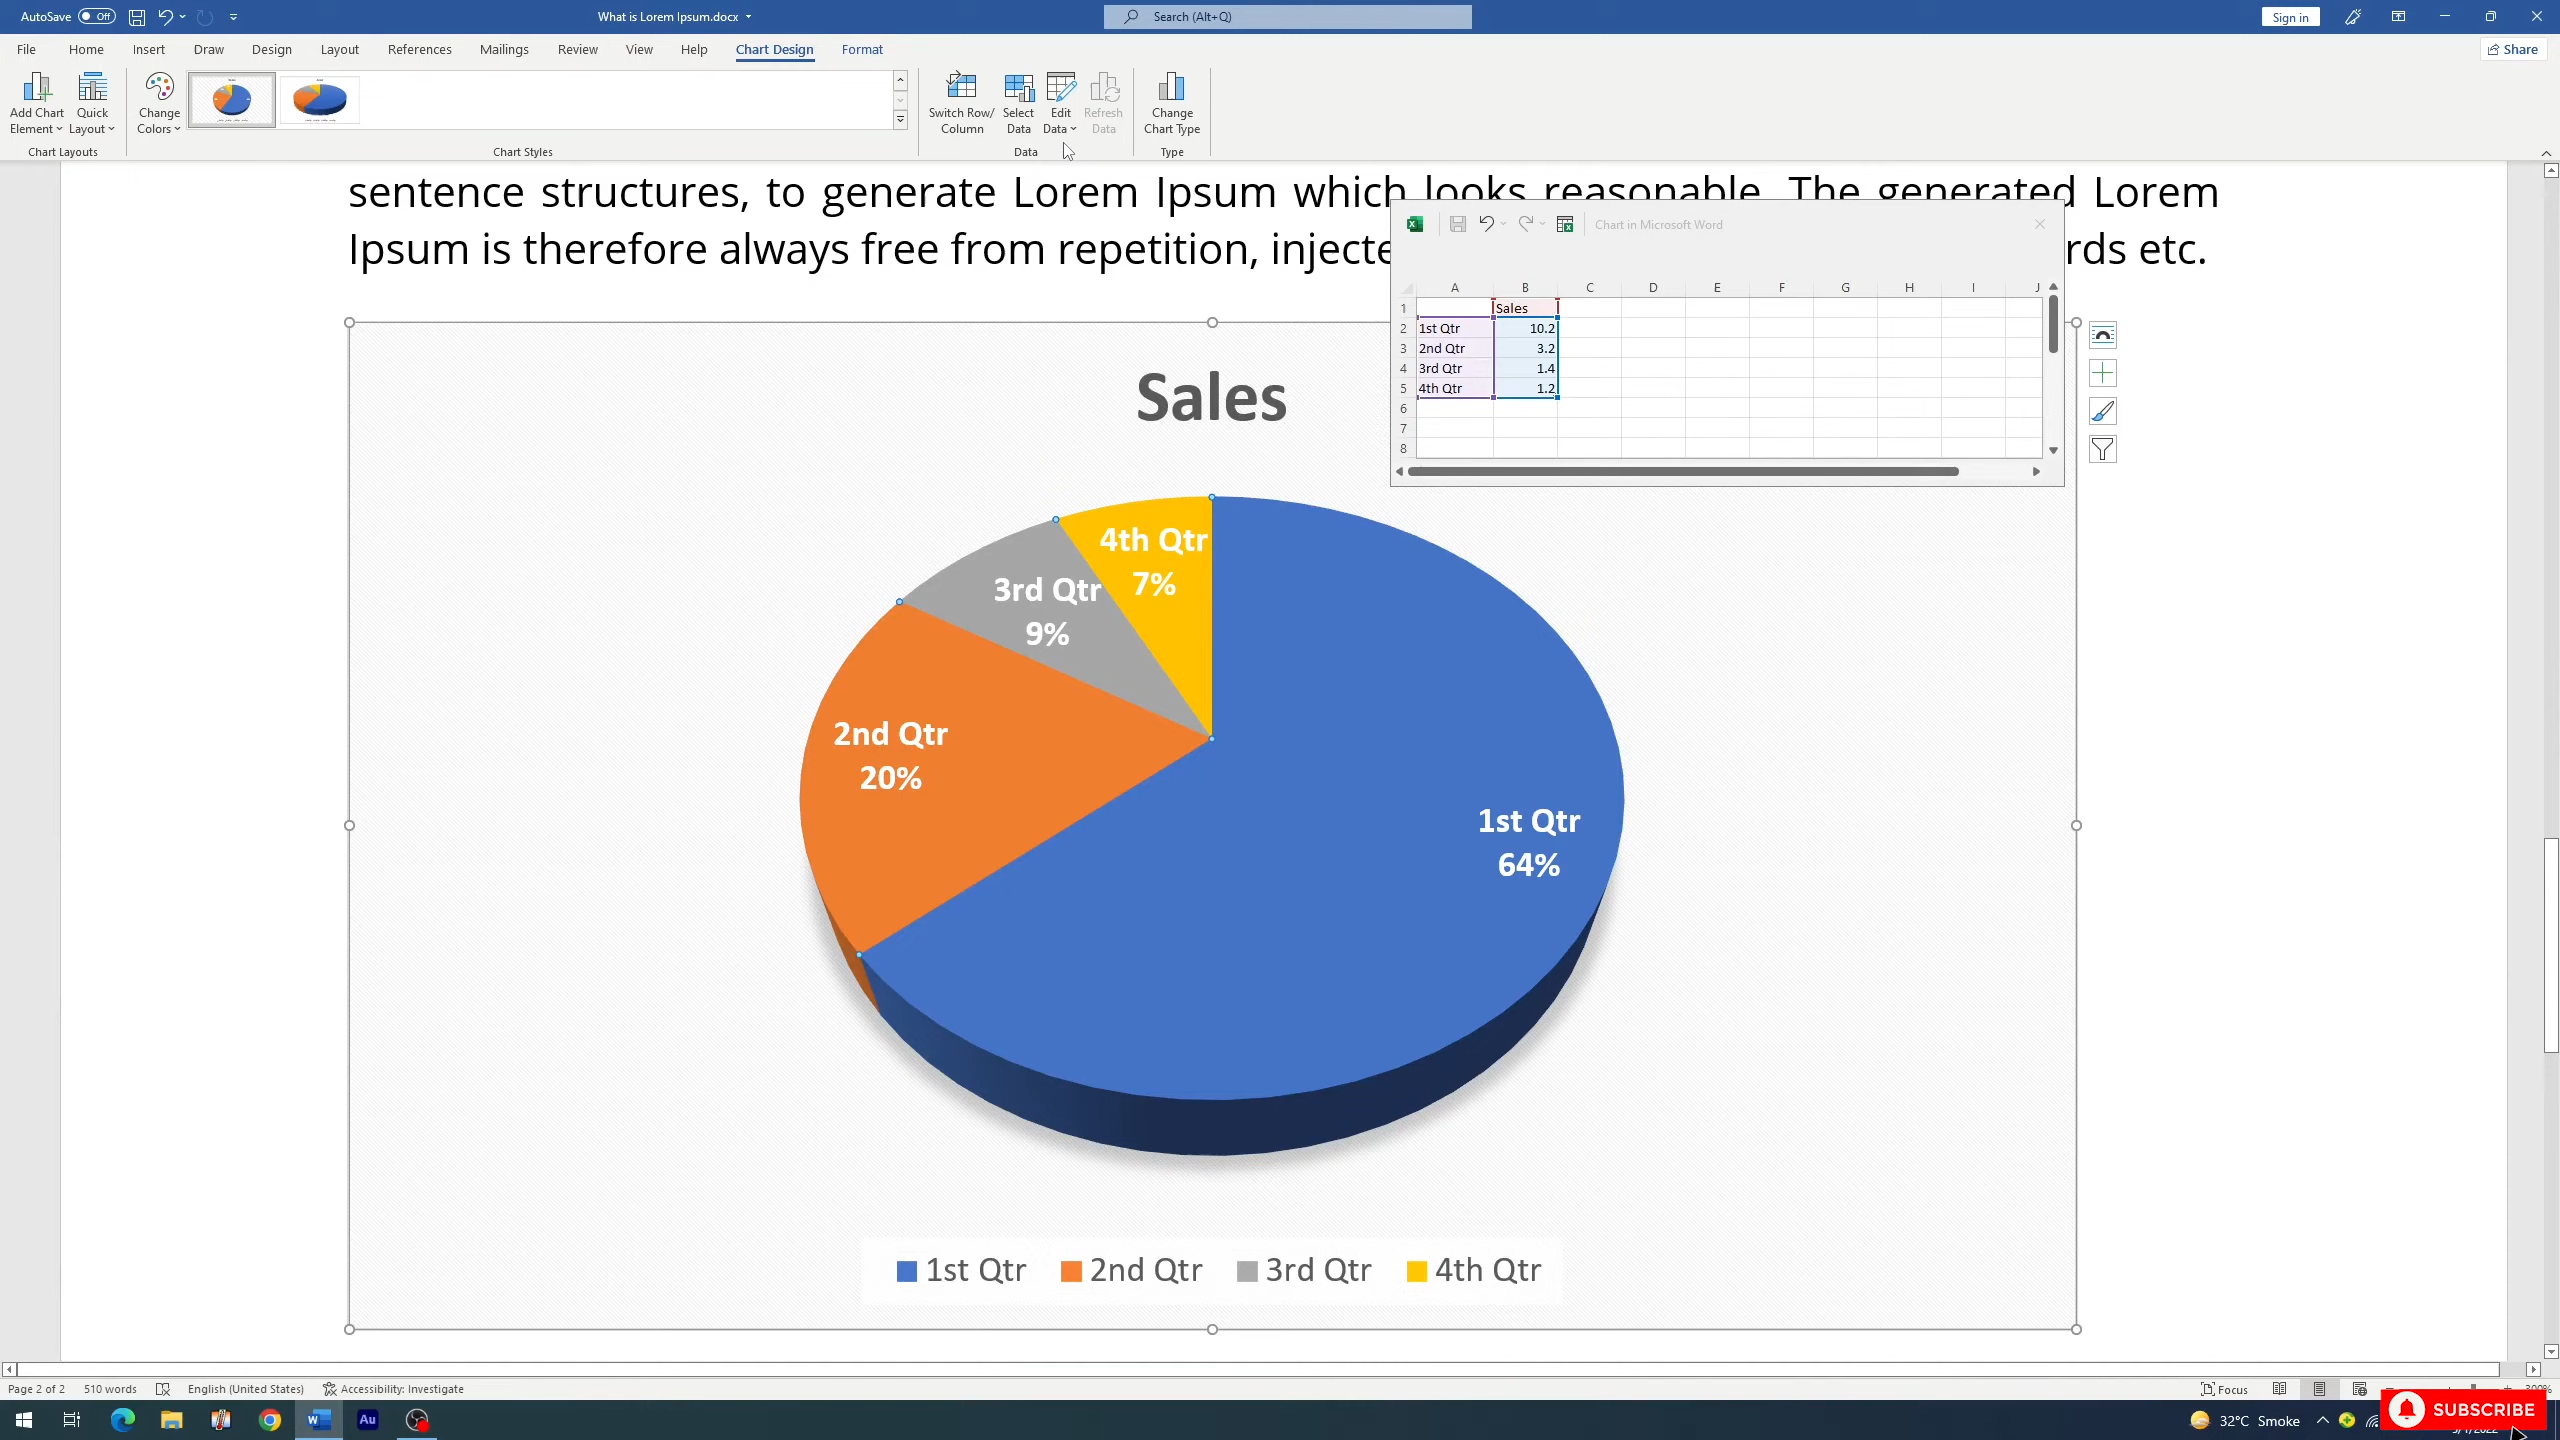 AutoSave Off
What is Lorem Ipsum.docx
Search (Alt+Q)
Sign in
File Home Insert Draw Design Layout References Mailings Review View Help Chart Design Format
Share
Add Chart Element
Quick Layout
Change Colors
Switch Row/ Column
Select Data
Edit Data
Refresh Data
Change Chart Type
Chart Layouts
Chart Styles
Data
Type
sentence structures, to generate Lorem Ipsum which looks reasonable. The generated Lorem
Ipsum is therefore always free from repetition, injecte
rds etc.
Chart in Microsoft Word
A B C D E F G H I J
1 Sales
2 1st Qtr 10.2
3 2nd Qtr 3.2
4 3rd Qtr 1.4
5 4th Qtr 1.2
6
7
8
Sales
4th Qtr
7%
3rd Qtr
9%
2nd Qtr
20%
1st Qtr
64%
1st Qtr 2nd Qtr 3rd Qtr 4th Qtr
Page 2 of 2 510 words English (United States) Accessibility: Investigate
Focus
W Au
32°C Smoke
SUBSCRIBE